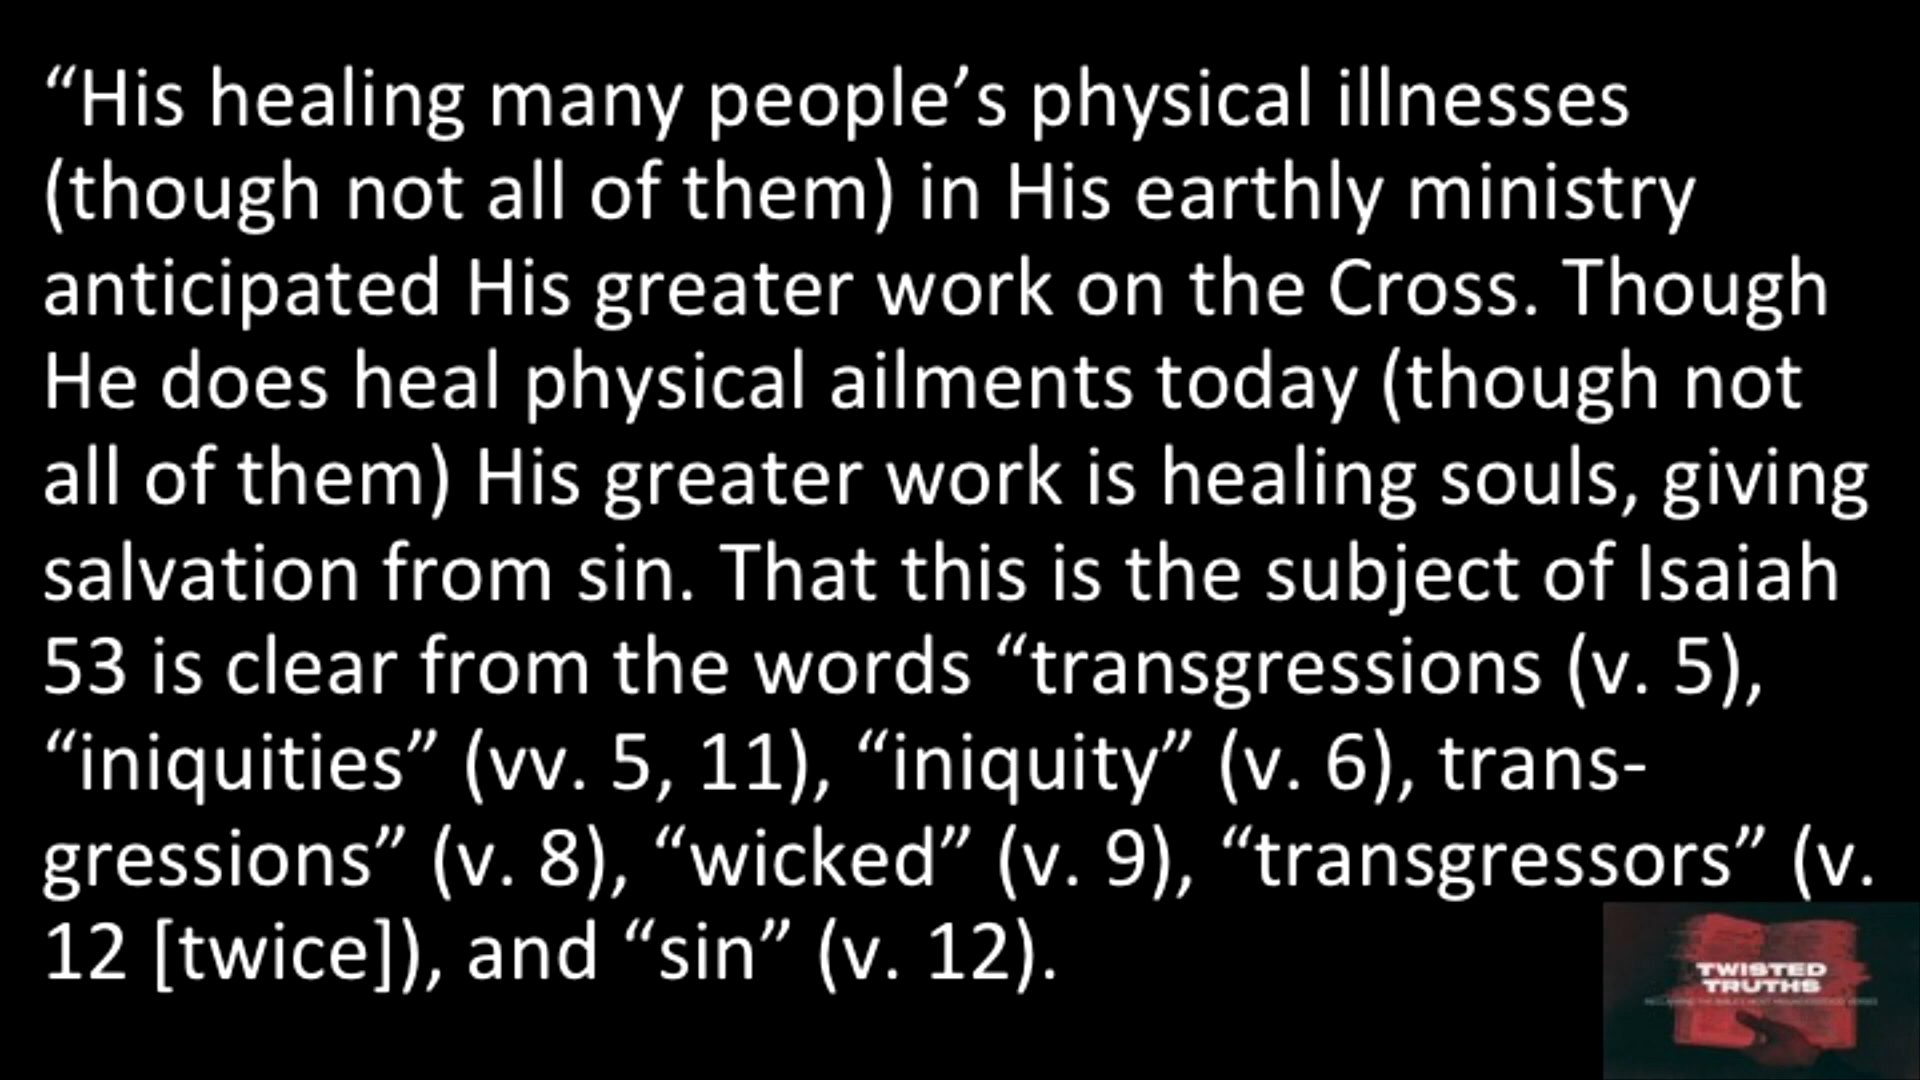 “His healing many people’s physical illnesses
(though not all of them) in His earthly ministry
anticipated His greater work on the Cross. Though
He does heal physical ailments today (though not
all of them) His greater work is healing souls, giving
salvation from sin. That this is the subject of Isaiah
53 is clear from the words “transgressions (v. 5),
“iniquities” (vv. 5, 11), “iniquity” (v. 6), trans-
gressions” (v. 8), “wicked” (v. 9), “transgressors” (v.
12 [twice]), and “sin” (v. 12).
TWISTED
TRUTHS